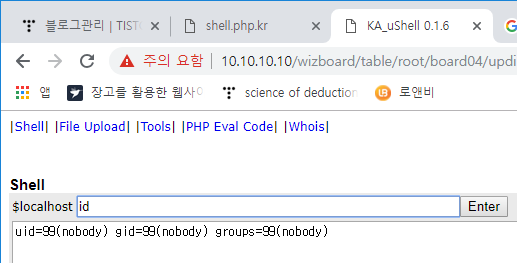 블로그관리 | TIST
shell.php.kr
KA_uShell 0.1.6
주의 요함 10.10.10.10/wizboard/table/root/board04/updi
앱 장고를 활용한 웹사이 science of deduction 로앤비
|Shell| |File Upload| |Tools| |PHP Eval Code| |Whois|
Shell
$localhost id Enter
uid=99(nobody) gid=99(nobody) groups=99(nobody)